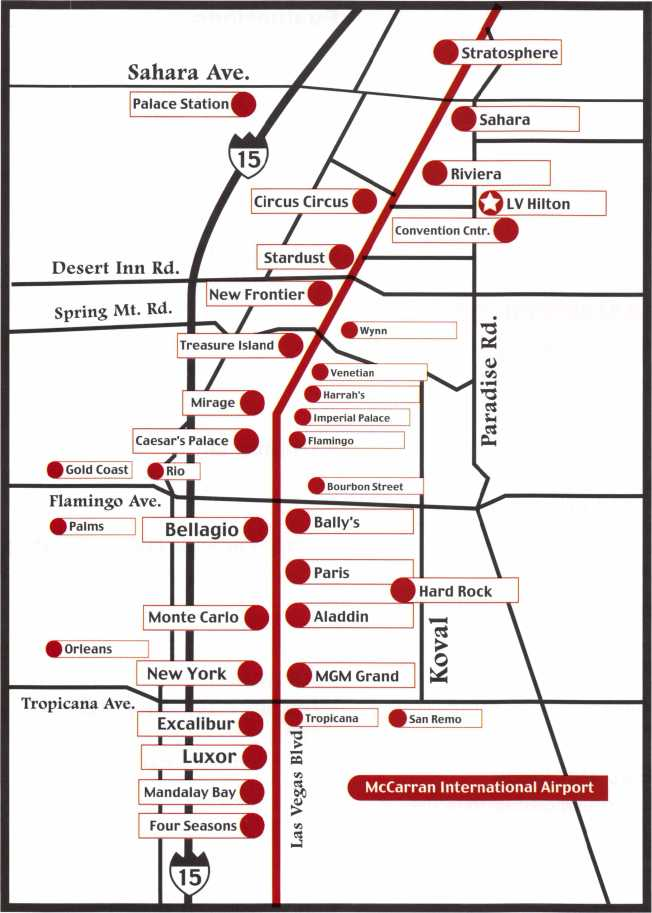 Stratosphere
Sahara Ave.
Palace Station
Sahara
15
Riviera
Circus Circus
LV Hilton
Convention Cntr.
Stardust
Desert Inn Rd.
New Frontier
Spring Mt. Rd.
Wynn
Treasure Island
Paradise Rd.
Venetian
Harrah's
Mirage
Imperial Palace
Caesar's Palace
Flamingo
Gold Coast
Rio
Bourbon Street
Flamingo Ave.
Palms
Bellagio
Bally's
Paris
Hard Rock
Monte Carlo
Aladdin
Koval
Orleans
New York
MGM Grand
Tropicana Ave.
Excalibur
Tropicana
San Remo
Luxor
Las Vegas Blvd.
McCarran International Airport
Mandalay Bay
Four Seasons
15